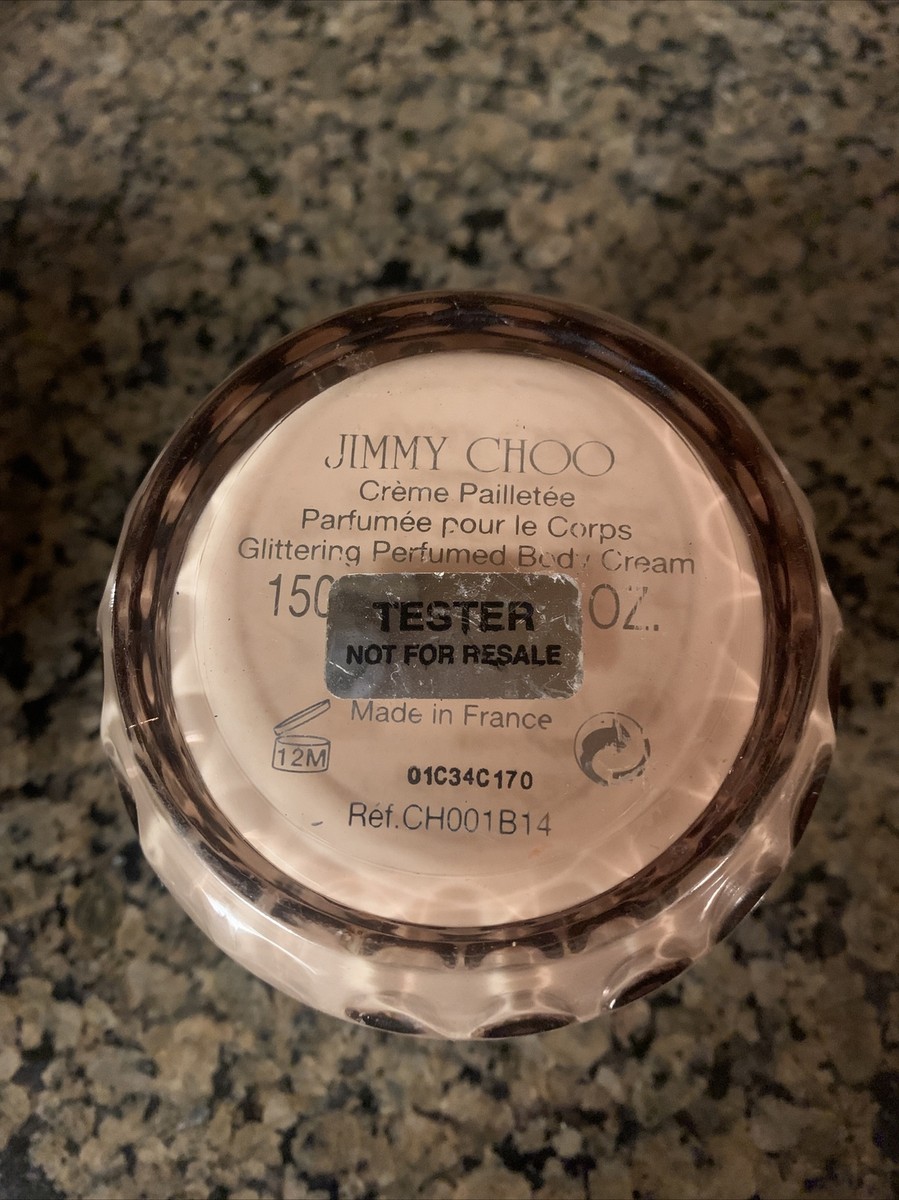 JIMMY CHOO
Crème Pailletée
Parfumée pour le Corps
Glittering Perfumed Body Cream
150 OZ.
TESTER
NOT FOR RESALE
Made in France
12M
01C34C170
Réf.CH001B14